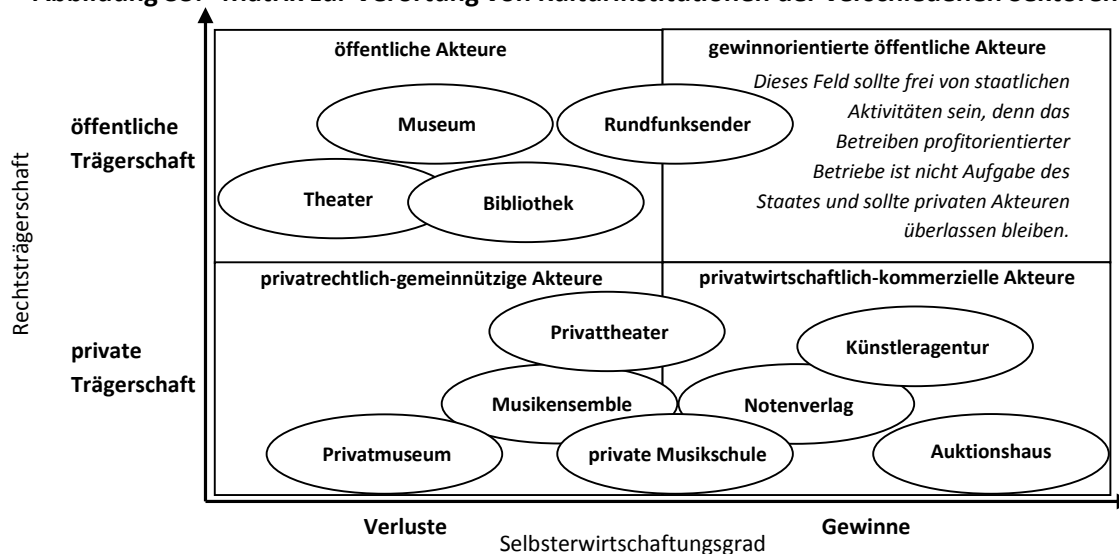 Abbildung Matrix zur Verortung von Kulturinstitutionen der verschiedenen Sektoren
öffentliche Akteure
gewinnorientierte öffentliche Akteure
Dieses Feld sollte frei von staatlichen
Aktivitäten sein, denn das
Betreiben profitorientierter
Betriebe ist nicht Aufgabe des
Staates und sollte privaten Akteuren
überlassen bleiben.
öffentliche
Trägerschaft
Museum
Rundfunksender
Theater
Bibliothek
Rechtsträgerschaft
privatrechtlich-gemeinnützige Akteure
privatwirtschaftlich-kommerzielle Akteure
private
Trägerschaft
Privattheater
Künstleragentur
Musikensemble
Notenverlag
Privatmuseum
private Musikschule
Auktionshaus
Verluste
Gewinne
Selbsterwirtschaftungsgrad